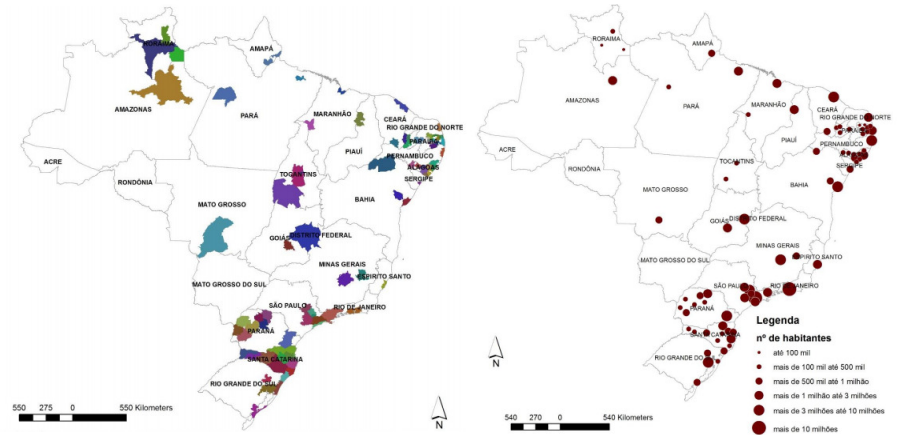 RORAIMA
AMAPÁ
AMAZONAS
PARÁ
MARANHÃO
CEARÁ
RIO GRANDE DO NORTE
PARAÍBA
PIAUÍ
PERNAMBUCO
ACRE
ALAGOAS
SERGIPE
TOCANTINS
RONDÔNIA
BAHIA
MATO GROSSO
GOIÁS
DISTRITO FEDERAL
MINAS GERAIS
ESPIRITO SANTO
MATO GROSSO DO SUL
SÃO PAULO
RIO DE JANEIRO
PARANÁ
SANTA CATARINA
RIO GRANDE DO SUL
550 275 0 550 Kilometers
N
RORAIMA
AMAPÁ
AMAZONAS
PARÁ
MARANHÃO
CEARÁ
RIO GRANDE DO NORTE
PIAUÍ
PERNAMBUCO
ACRE
SERGIPE
TOCANTINS
RONDÔNIA
BAHIA
MATO GROSSO
GOIÁS
DISTRITO FEDERAL
MINAS GERAIS
ESPIRITO SANTO
MATO GROSSO DO SUL
SÃO PAULO
RIO DE JANEIRO
PARANÁ
SANTA CATARINA
RIO GRANDE DO
Legenda
nº de habitantes
até 100 mil
mais de 100 mil até 500 mil
mais de 500 mil até 1 milhão
mais de 1 milhão até 3 milhões
mais de 3 milhões até 10 milhões
mais de 10 milhões
N
540 270 0 540 Kilometers